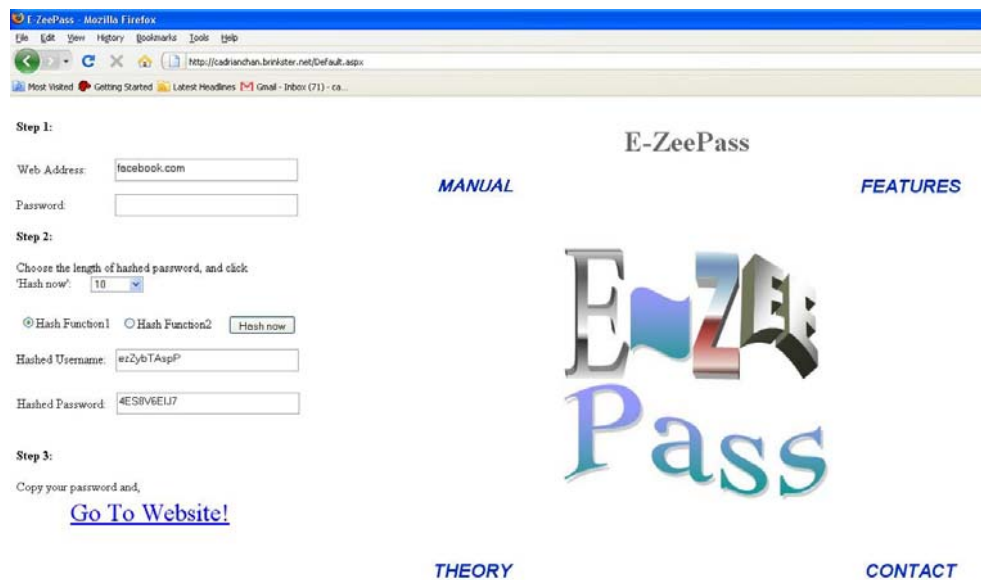 E-ZeePass - Mozilla Firefox
File Edit View History Bookmarks Tools Help
http://cadrianchan.brinkster.net/Default.aspx
Most Visited Getting Started Latest Headlines Gmail - Inbox (71) - ca...
Step 1:
E-ZeePass
Web Address: facebook.com
MANUAL
FEATURES
Password:
Step 2:
Choose the length of hashed password, and click
'Hash now': 10
Hash Function1 Hash Function2 Hash now
Hashed Username: ezZybTAspP
Hashed Password:
E~ZEE
Pass
Step 3:
Copy your password and,
Go To Website!
THEORY
CONTACT